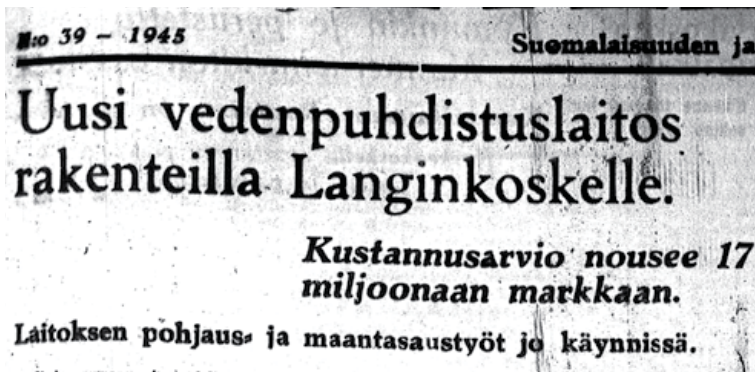 N:o 39 — 1945
Suomalaisuuden ja
Uusi vedenpuhdistuslaitos
rakenteilla Langinkoskelle.
Kustannusarvio nousee 17
miljoonaan markkaan.
Laitoksen pohjaus- ja maantasaustyöt jo käynnissä.